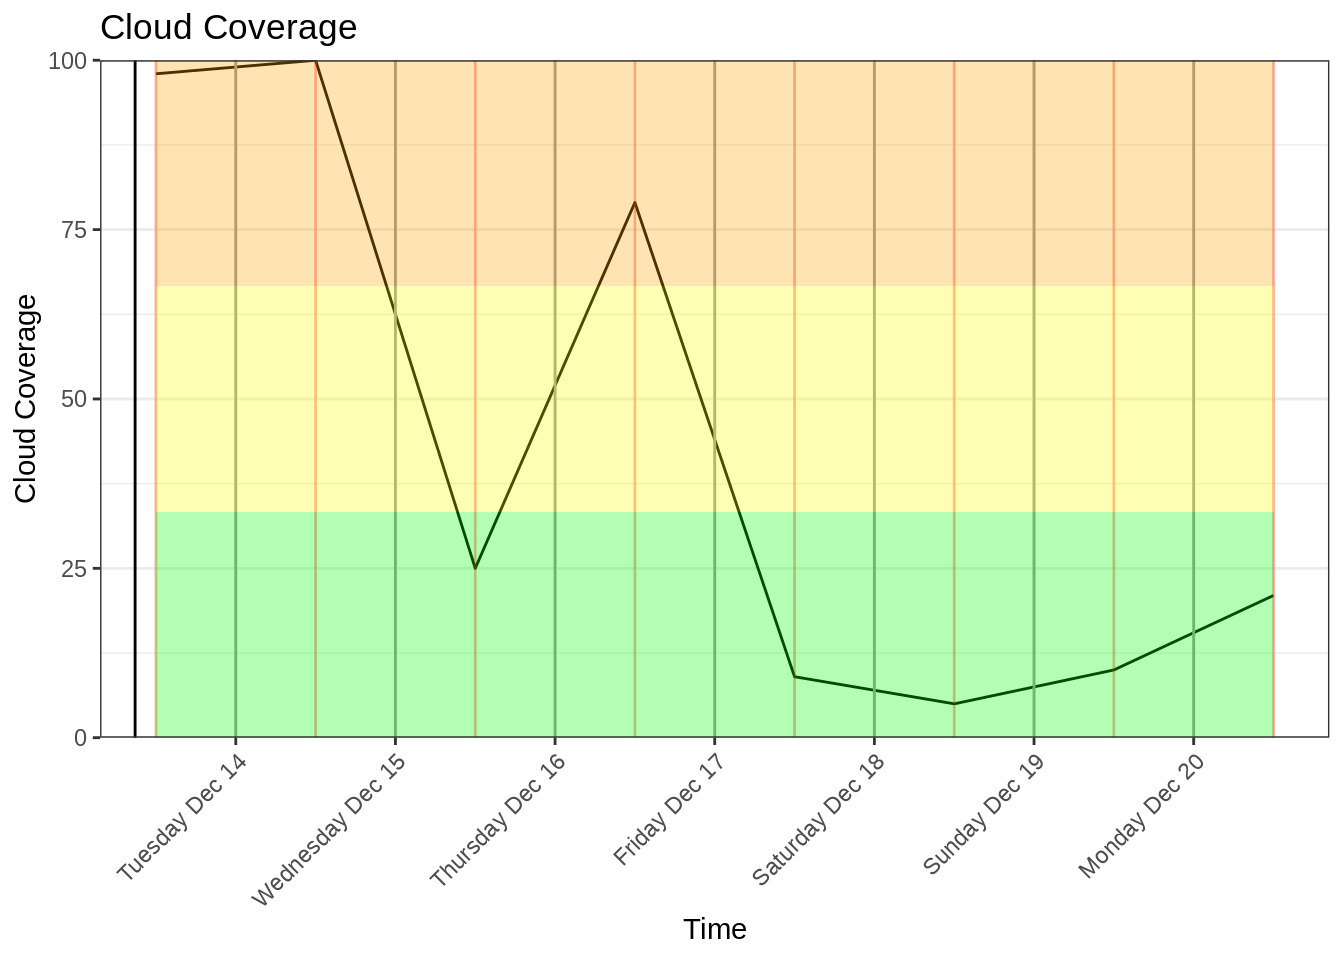 Cloud Coverage
100
75
50
25
0
Cloud Coverage
Tuesday Dec 14
Wednesday Dec 15
Thursday Dec 16
Friday Dec 17
Saturday Dec 18
Sunday Dec 19
Monday Dec 20
Time